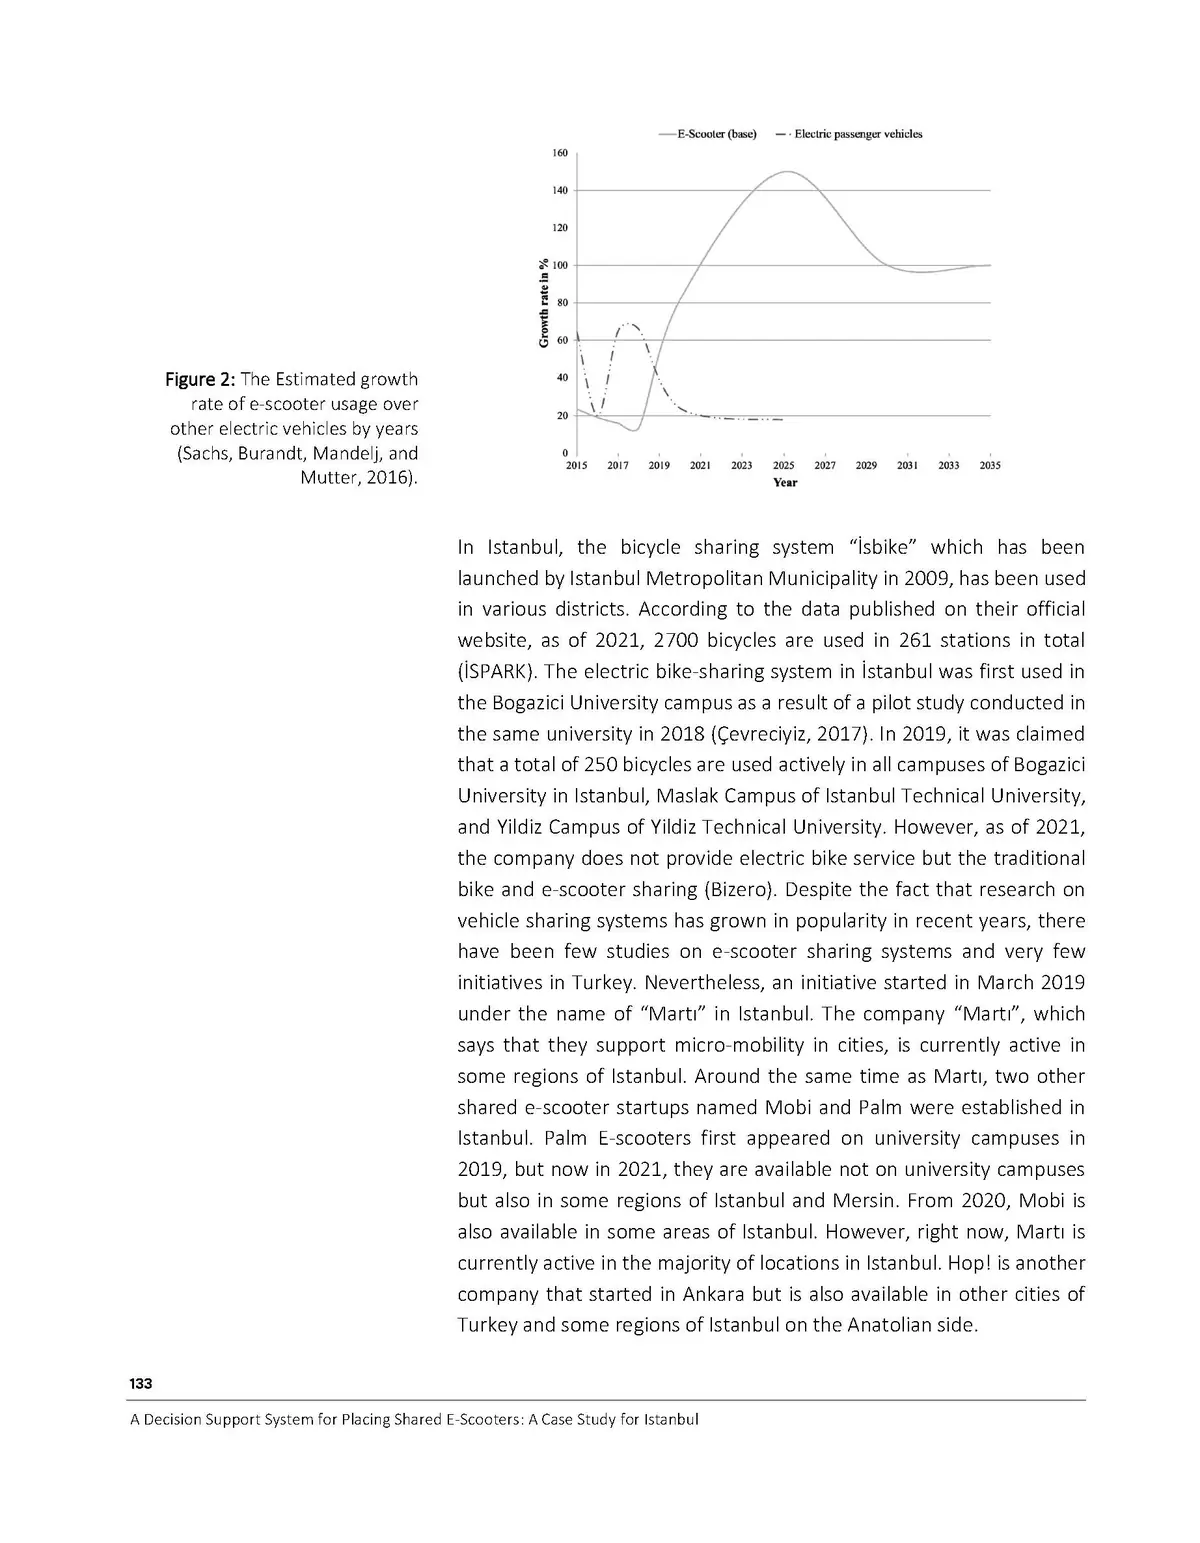 E-Scooter (base) Electric passenger vehicles
160
140
120
100
80
60
40
20
0
Growth rate in %
2015 2017 2019 2021 2023 2025 2027 2029 2031 2033 2035
Year
Figure 2: The Estimated growth
rate of e-scooter usage over
other electric vehicles by years
(Sachs, Burandt, Mandelj, and
Mutter, 2016).
In Istanbul, the bicycle sharing system “İsbike” which has been
launched by Istanbul Metropolitan Municipality in 2009, has been used
in various districts. According to the data published on their official
website, as of 2021, 2700 bicycles are used in 261 stations in total
(İSPARK). The electric bike-sharing system in İstanbul was first used in
the Bogazici University campus as a result of a pilot study conducted in
the same university in 2018 (Çevreciyiz, 2017). In 2019, it was claimed
that a total of 250 bicycles are used actively in all campuses of Bogazici
University in Istanbul, Maslak Campus of Istanbul Technical University,
and Yildiz Campus of Yildiz Technical University. However, as of 2021,
the company does not provide electric bike service but the traditional
bike and e-scooter sharing (Bizero). Despite the fact that research on
vehicle sharing systems has grown in popularity in recent years, there
have been few studies on e-scooter sharing systems and very few
initiatives in Turkey. Nevertheless, an initiative started in March 2019
under the name of “Martı” in Istanbul. The company “Martı”, which
says that they support micro-mobility in cities, is currently active in
some regions of Istanbul. Around the same time as Martı, two other
shared e-scooter startups named Mobi and Palm were established in
Istanbul. Palm E-scooters first appeared on university campuses in
2019, but now in 2021, they are available not on university campuses
but also in some regions of Istanbul and Mersin. From 2020, Mobi is
also available in some areas of Istanbul. However, right now, Martı is
currently active in the majority of locations in Istanbul. Hop! is another
company that started in Ankara but is also available in other cities of
Turkey and some regions of Istanbul on the Anatolian side.
133
A Decision Support System for Placing Shared E-Scooters: A Case Study for Istanbul